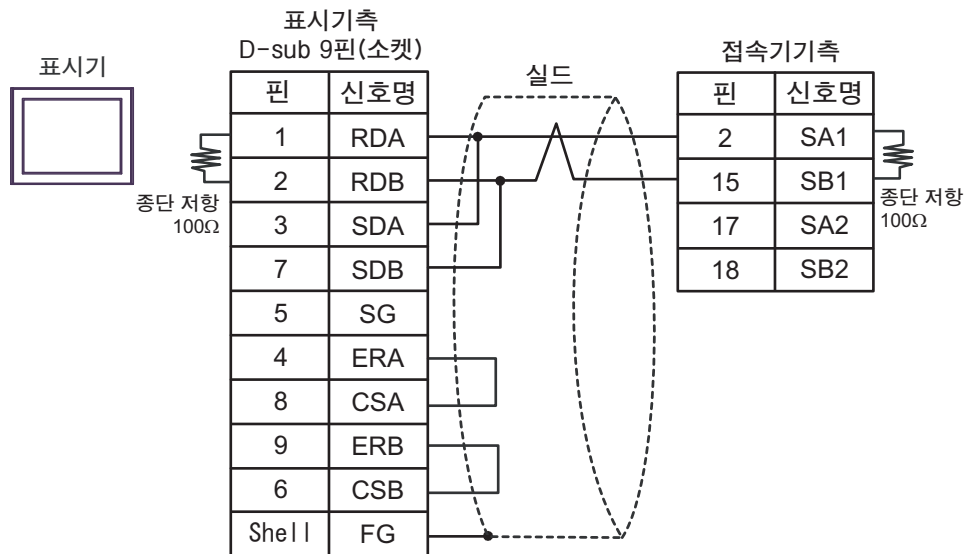 표시기
표시기측
D-sub 9핀(소켓)
핀 신호명
1 RDA
2 RDB
3 SDA
7 SDB
5 SG
4 ERA
8 CSA
9 ERB
6 CSB
Shell FG
종단 저항
100Ω
실드
접속기기측
핀 신호명
2 SA1
15 SB1
17 SA2
18 SB2
종단 저항
100Ω